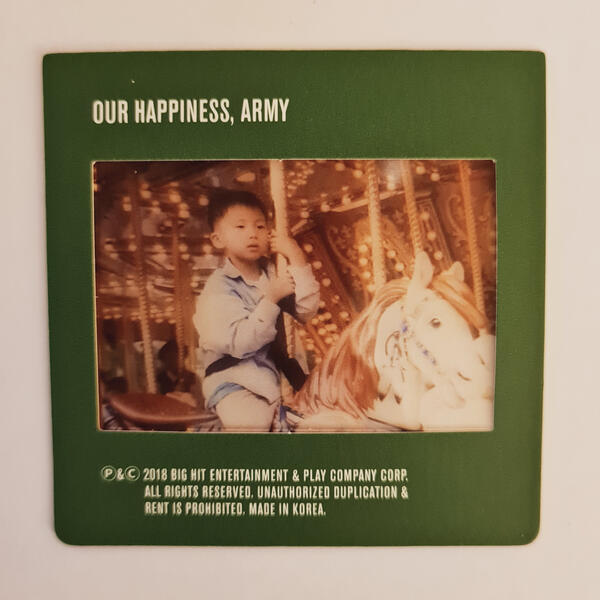 OUR HAPPINESS, ARMY
Ⓟ&Ⓒ 2018 BIG HIT ENTERTAINMENT & PLAY COMPANY CORP.
ALL RIGHTS RESERVED. UNAUTHORIZED DUPLICATION &
RENT IS PROHIBITED. MADE IN KOREA.